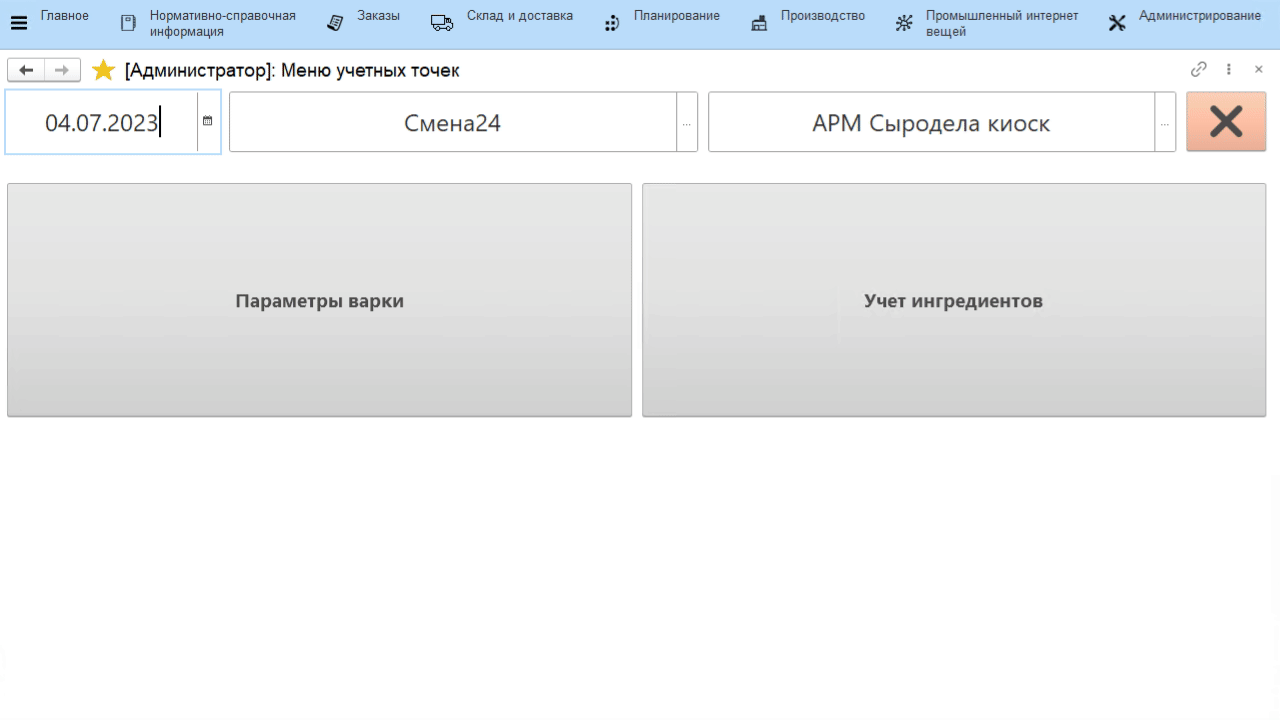 Главное
Нормативно-справочная
информация
Заказы
Склад и доставка
Планирование
Производство
Промышленный интернет
вещей
Администрирование
[Администратор]: Меню учетных точек
04.07.2023
Смена24
...
АРМ Сыродела киоск
...
Параметры варки
Учет ингредиентов